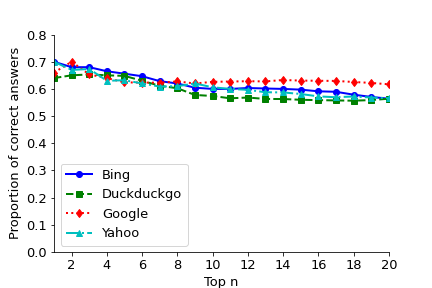 Proportion of correct answers
0.8
0.7
0.6
0.5
0.4
0.3
0.2
0.1
0.0
Bing
Duckduckgo
Google
Yahoo
2 4 6 8 10 12 14 16 18 20
Top n